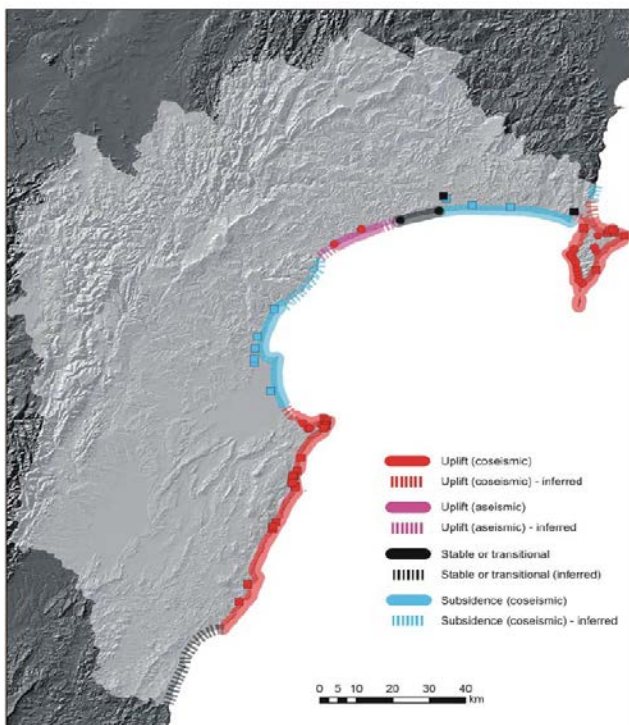 Uplift (coseismic)
Uplift (coseismic) - inferred
Uplift (aseismic)
Uplift (aseismic) - inferred
Stable or transitional
Stable or transitional (inferred)
Subsidence (coseismic)
Subsidence (coseismic) - inferred
0 5 10 20 30 40
km